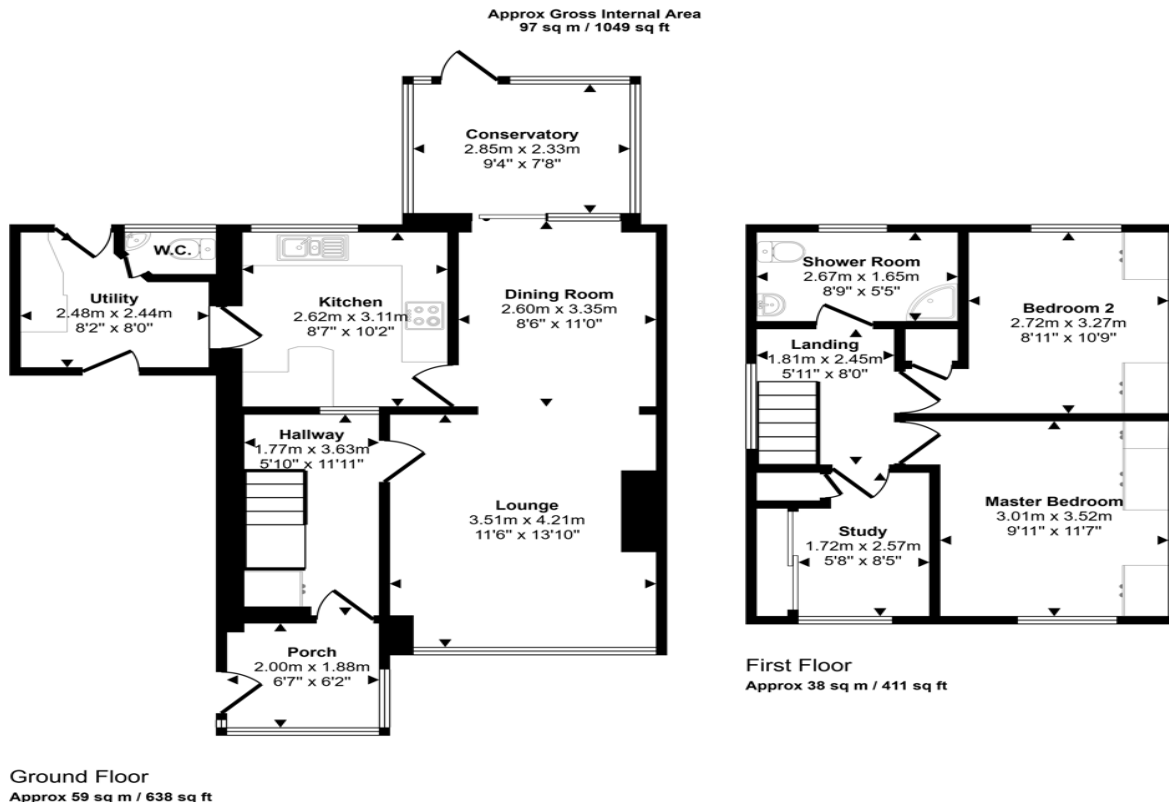 Approx Gross Internal Area
97 sq m / 1049 sq ft
Conservatory
2.85m x 2.33m
9'4" x 7'8"
W.C.
Utility
2.48m x 2.44m
8'2" x 8'0"
Kitchen
2.62m x 3.11m
8'7" x 10'2"
Dining Room
2.60m x 3.35m
8'6" x 11'0"
Hallway
1.77m x 3.63m
5'10" x 11'11"
Lounge
3.51m x 4.21m
11'6" x 13'10"
Porch
2.00m x 1.88m
6'7" x 6'2"
Ground Floor
Approx 59 sq m / 638 sq ft
Shower Room
2.67m x 1.65m
8'9" x 5'5"
Bedroom 2
2.72m x 3.27m
8'11" x 10'9"
Landing
1.81m x 2.45m
5'11" x 8'0"
Master Bedroom
3.01m x 3.52m
9'11" x 11'7"
Study
1.72m x 2.57m
5'8" x 8'5"
First Floor
Approx 38 sq m / 411 sq ft